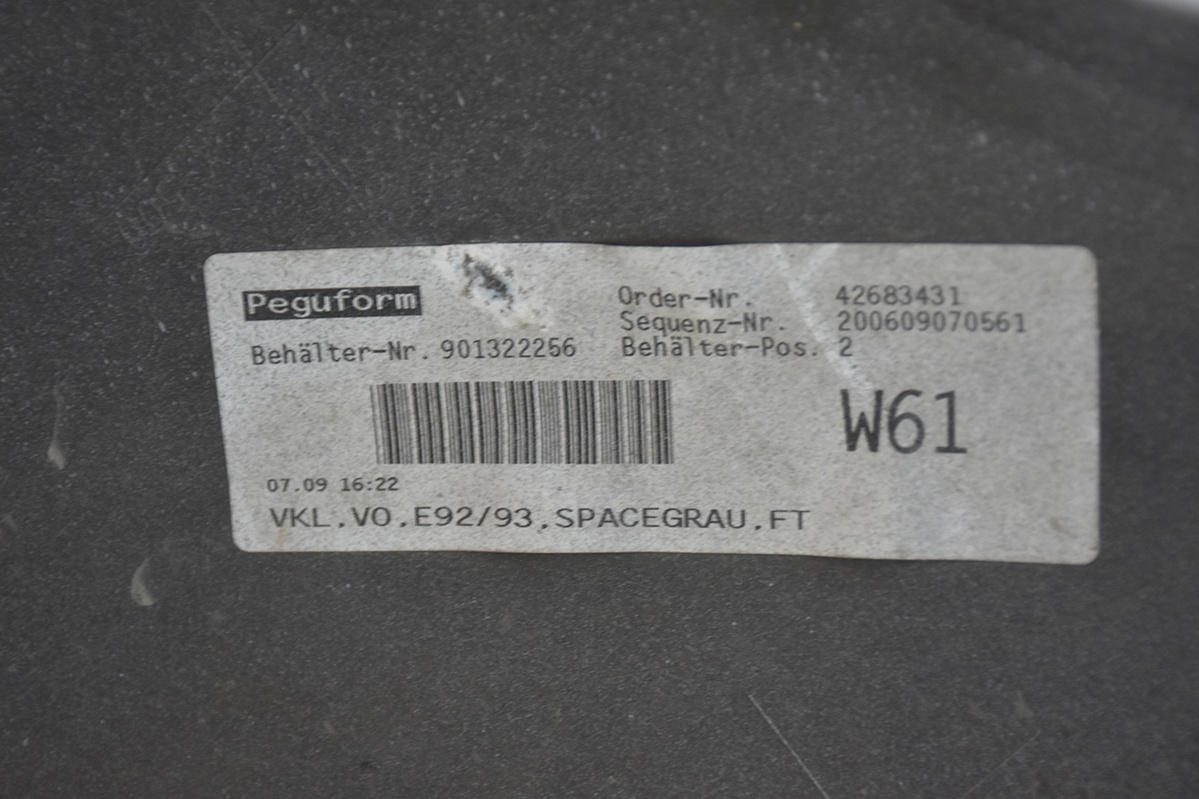 Peguform
Behälter-Nr. 901322256
Order-Nr. 42683431
Sequenz-Nr. 200609070561
Behälter-Pos. 2
W61
07.09 16:22
VKL,VO,E92/93,SPACEGRAU,FT